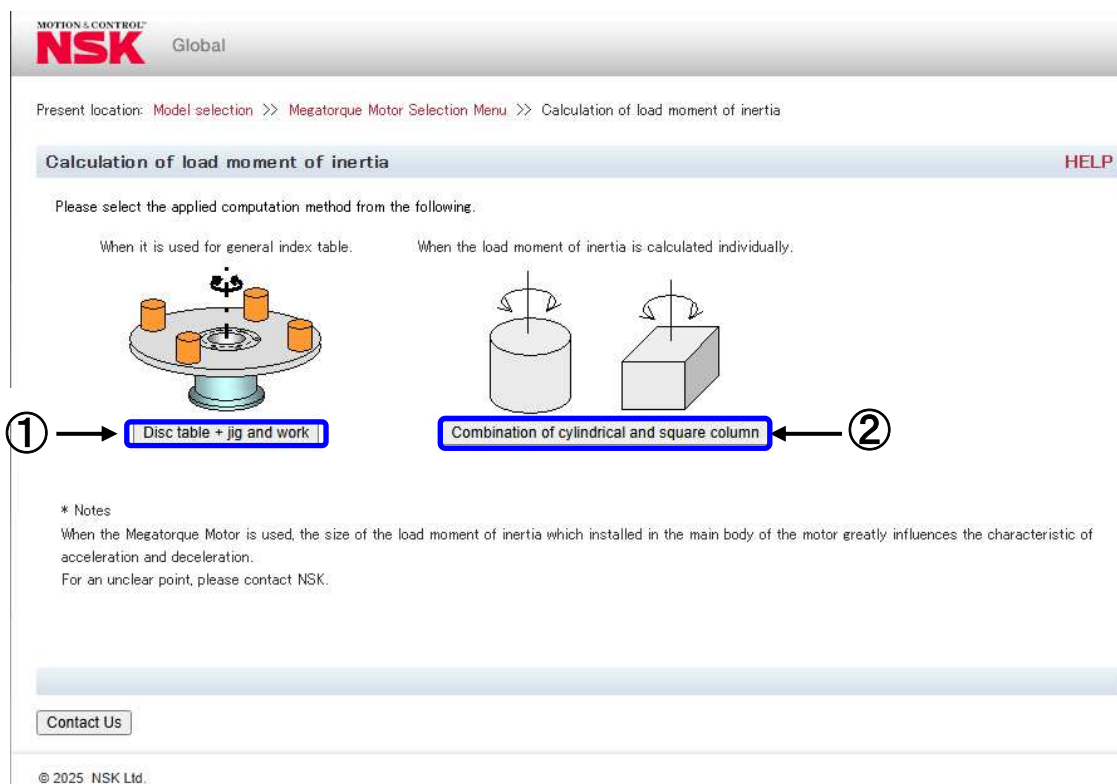 MOTION & CONTROL™
NSK
Global
Present location: Model selection >> Megatorque Motor Selection Menu >> Calculation of load moment of inertia
Calculation of load moment of inertia
HELP
Please select the applied computation method from the following.
When it is used for general index table.
When the load moment of inertia is calculated individually.
①
Disc table + jig and work
Combination of cylindrical and square column
②
* Notes
When the Megatorque Motor is used, the size of the load moment of inertia which installed in the main body of the motor greatly influences the characteristic of
acceleration and deceleration.
For an unclear point, please contact NSK.
Contact Us
© 2025 NSK Ltd.